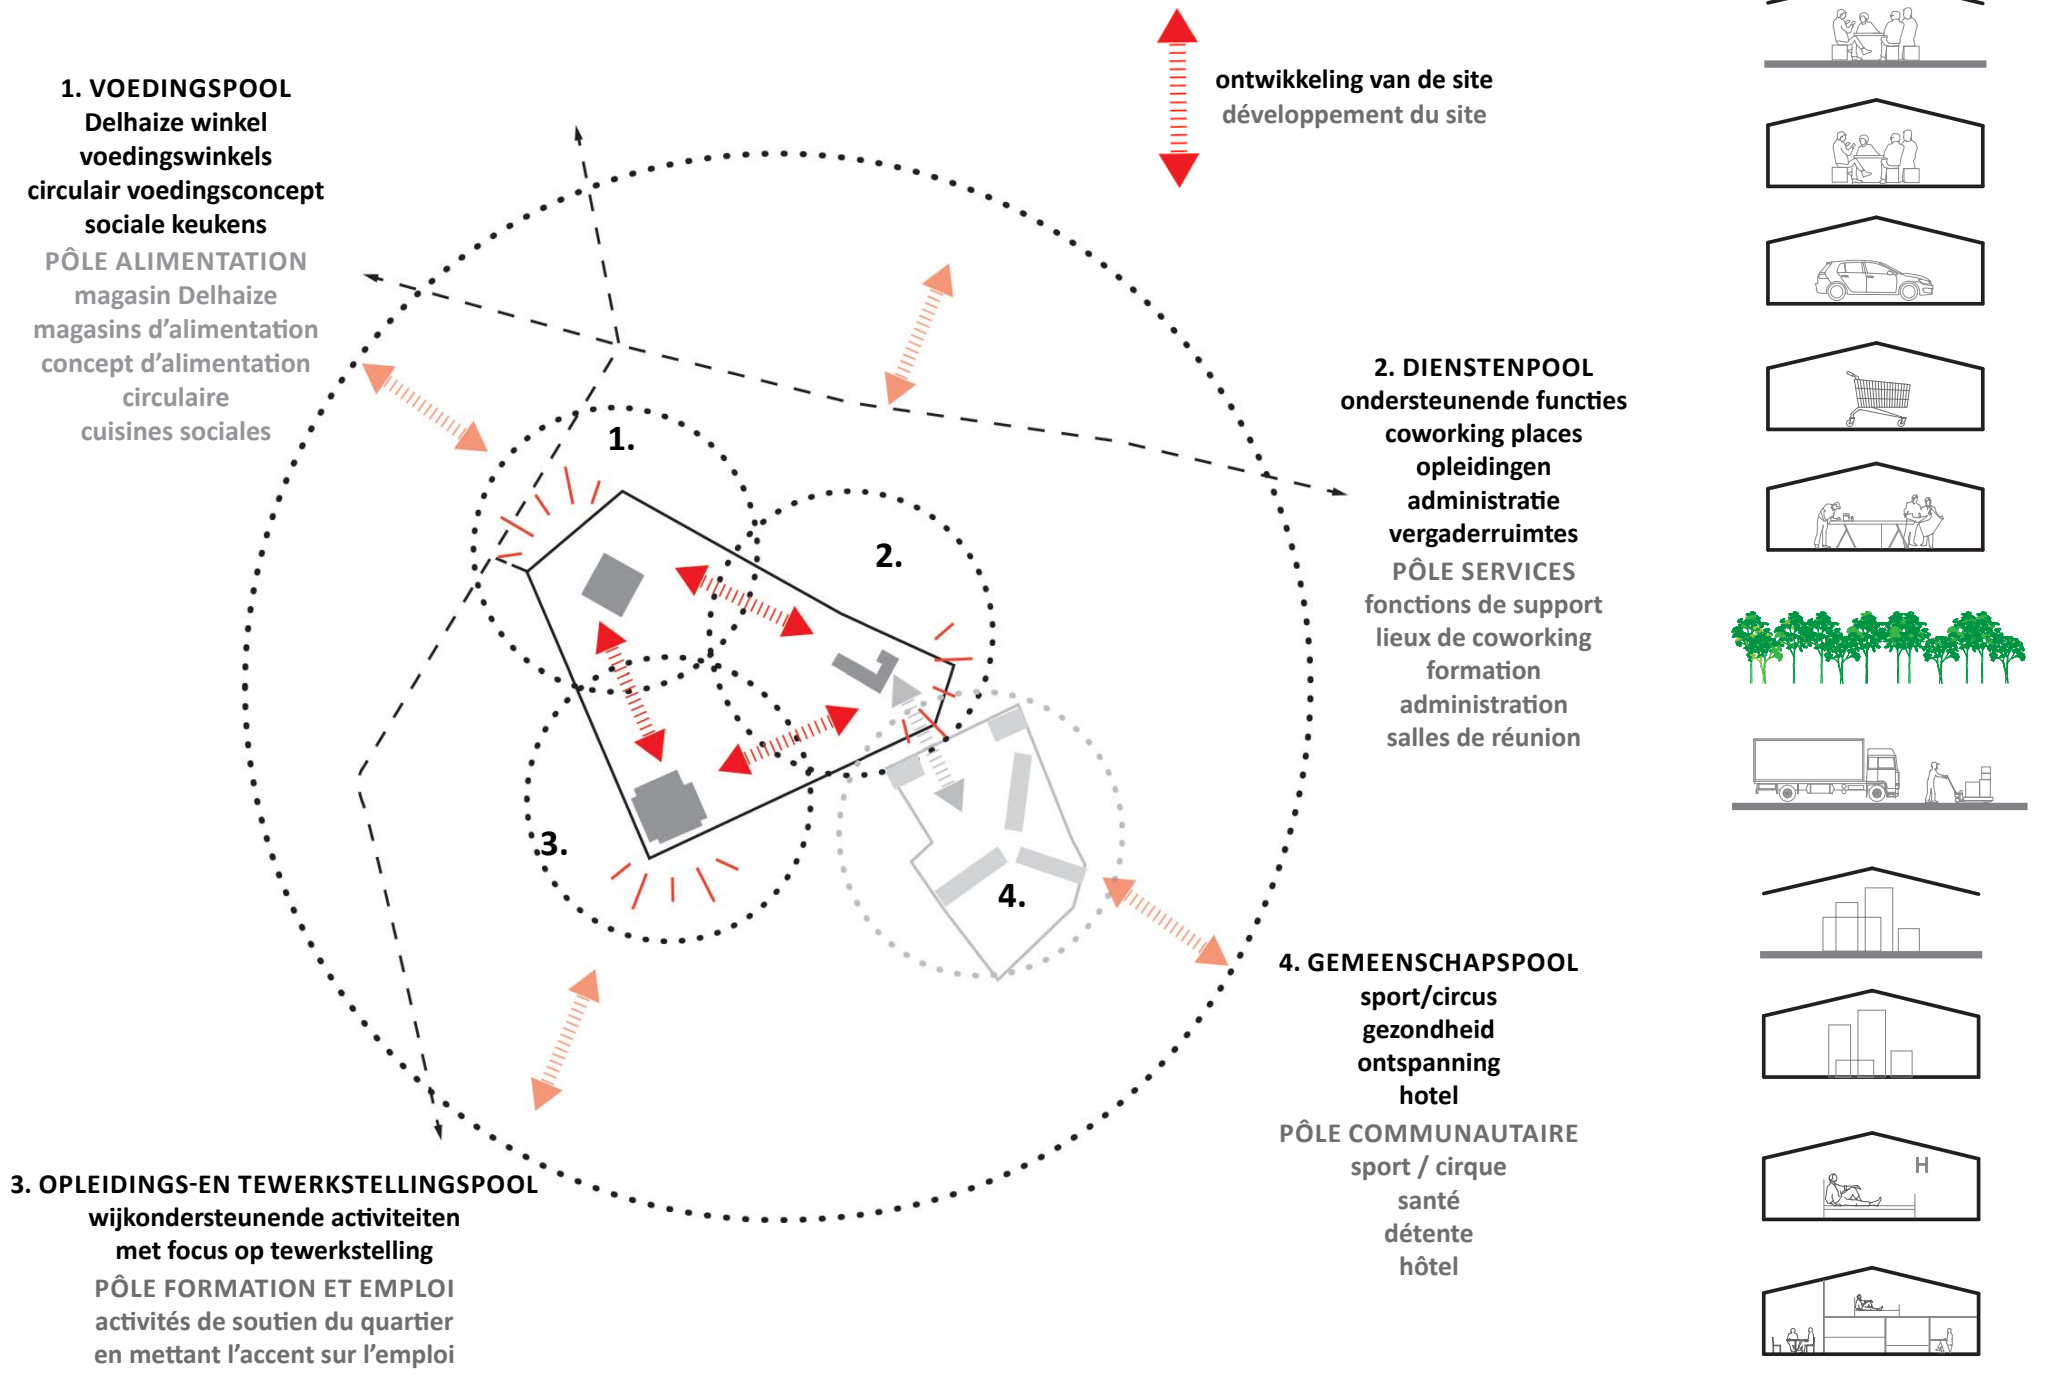 1. VOEDINGSPOOL
Delhaize winkel
voedingswinkels
circulair voedingsconcept
sociale keukens
PÔLE ALIMENTATION
magasin Delhaize
magasins d’alimentation
concept d’alimentation
circulaire
cuisines sociales
ontwikkeling van de site
développement du site
1.
2.
3.
4.
2. DIENSTENPOOL
ondersteunende functies
coworking places
opleidingen
administratie
vergaderruimtes
PÔLE SERVICES
fonctions de support
lieux de coworking
formation
administration
salles de réunion
4. GEMEENSCHAPSPOOL
sport/circus
gezondheid
ontspanning
hotel
PÔLE COMMUNAUTAIRE
sport / cirque
santé
détente
hôtel
3. OPLEIDINGS-EN TEWERKSTELLINGSPOOL
wijkondersteunende activiteiten
met focus op tewerkstelling
PÔLE FORMATION ET EMPLOI
activités de soutien du quartier
en mettant l’accent sur l’emploi
H